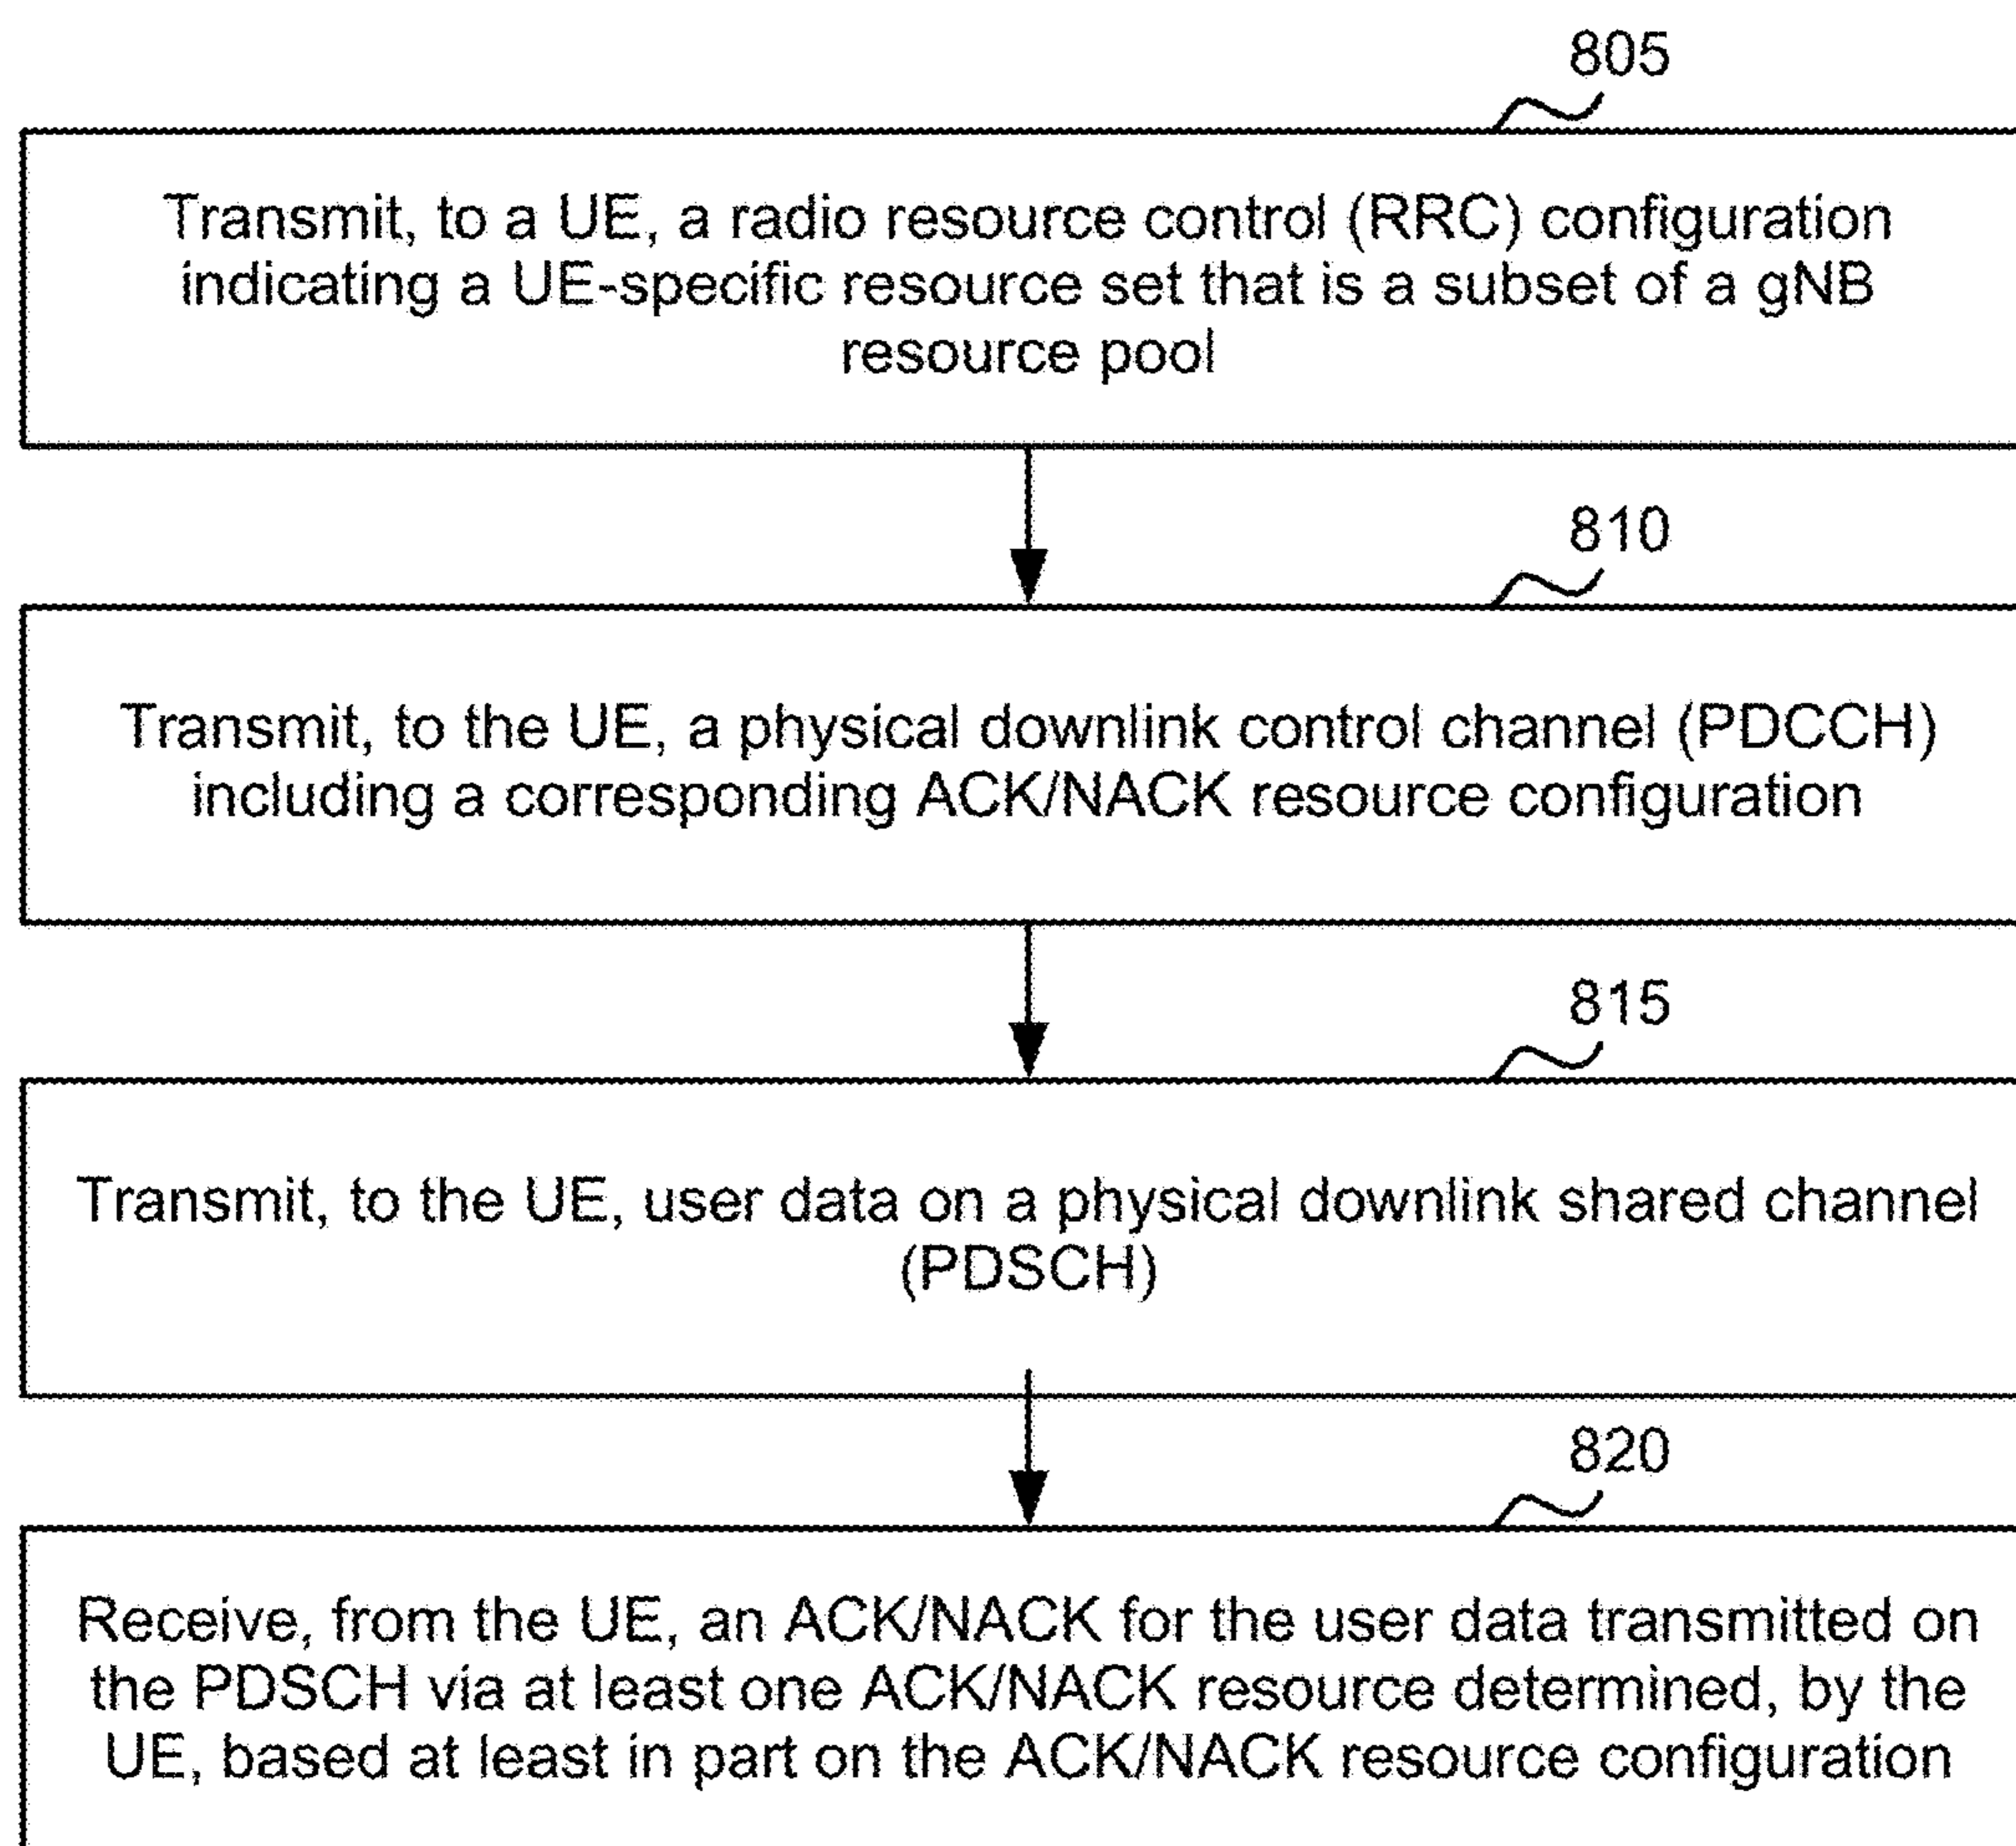 805
Transmit, to a UE, a radio resource control (RRC) configuration
indicating a UE-specific resource set that is a subset of a gNB
resource pool
810
Transmit, to the UE, a physical downlink control channel (PDCCH)
including a corresponding ACK/NACK resource configuration
815
Transmit, to the UE, user data on a physical downlink shared channel
(PDSCH)
820
Receive, from the UE, an ACK/NACK for the user data transmitted on
the PDSCH via at least one ACK/NACK resource determined, by the
UE, based at least in part on the ACK/NACK resource configuration